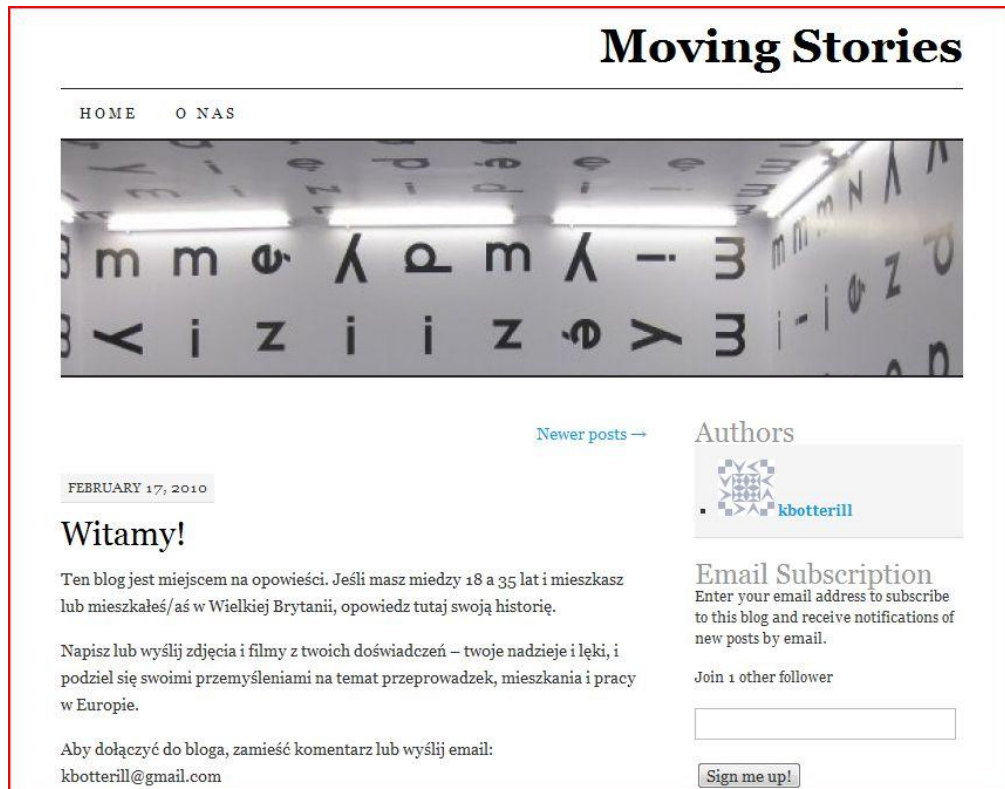 Moving Stories
HOME O NAS
m m ę y p m y i m
y i z i i z ę y m
Newer posts →
FEBRUARY 17, 2010
Witamy!
Ten blog jest miejscem na opowieści. Jeśli masz miedzy 18 a 35 lat i mieszkasz
lub mieszkałeś/aś w Wielkiej Brytanii, opowiedz tutaj swoją historię.
Napisz lub wyślij zdjęcia i filmy z twoich doświadczeń – twoje nadzieje i lęki, i
podziel się swoimi przemyśleniami na temat przeprowadzek, mieszkania i pracy
w Europie.
Aby dołączyć do bloga, zamieść komentarz lub wyślij email:
kbotterill@gmail.com
Authors
kbotterill
Email Subscription
Enter your email address to subscribe
to this blog and receive notifications of
new posts by email.
Join 1 other follower
Sign me up!